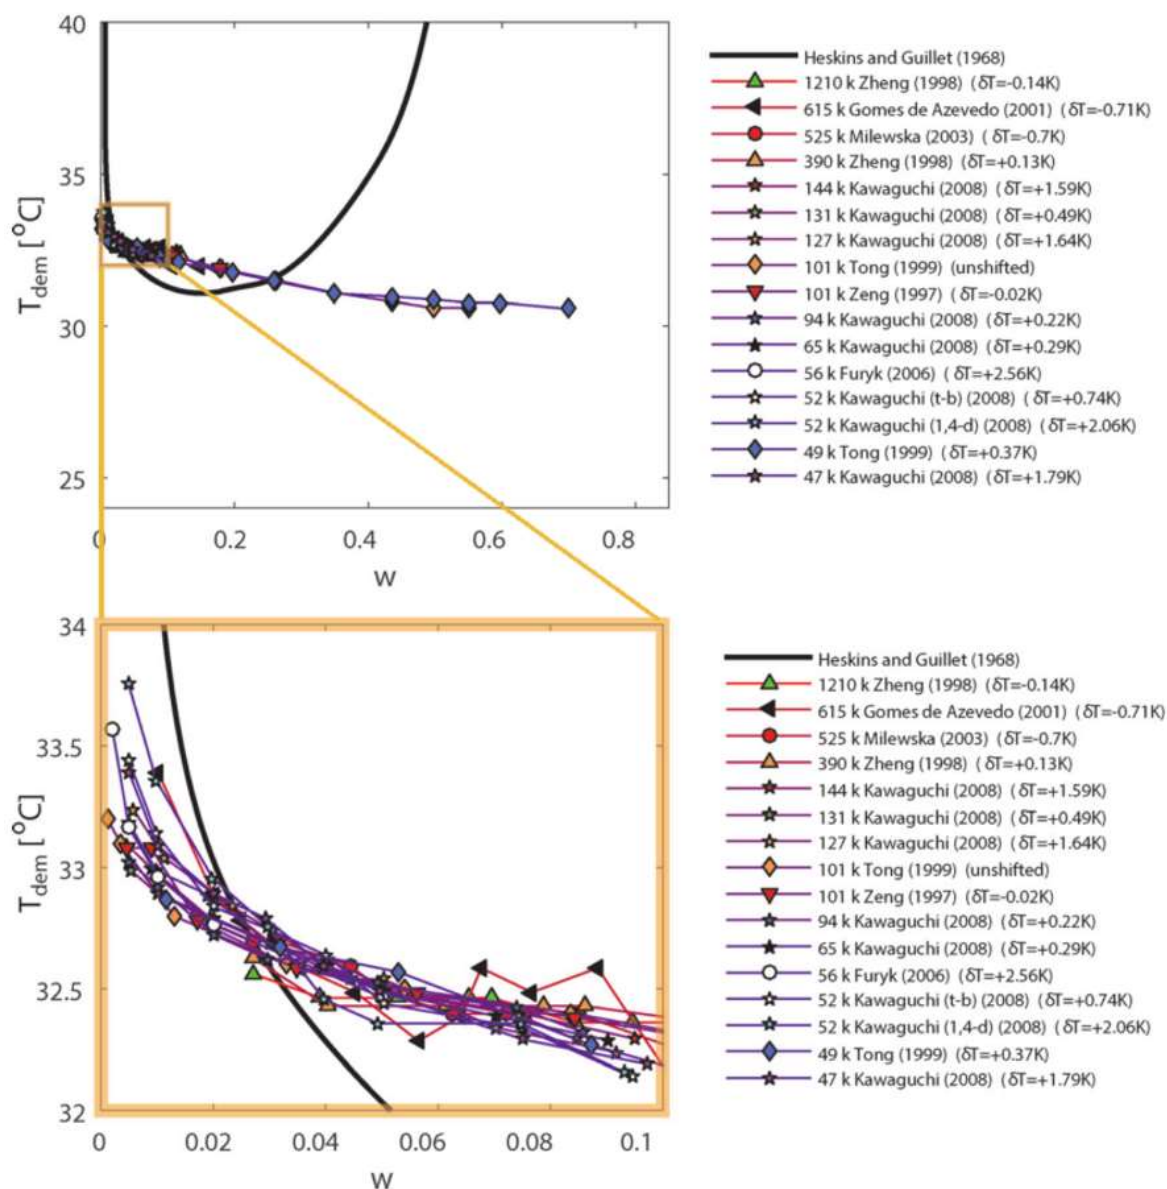 40
35
30
25
T_dem [°C]
0
0.2
0.4
0.6
0.8
w
Heskins and Guillet (1968)
1210 k Zheng (1998) (δT=-0.14K)
615 k Gomes de Azevedo (2001) (δT=-0.71K)
525 k Milewska (2003) (δT=-0.7K)
390 k Zheng (1998) (δT=+0.13K)
144 k Kawaguchi (2008) (δT=+1.59K)
131 k Kawaguchi (2008) (δT=+0.49K)
127 k Kawaguchi (2008) (δT=+1.64K)
101 k Tong (1999) (unshifted)
101 k Zeng (1997) (δT=-0.02K)
94 k Kawaguchi (2008) (δT=+0.22K)
65 k Kawaguchi (2008) (δT=+0.29K)
56 k Furyk (2006) (δT=+2.56K)
52 k Kawaguchi (t-b) (2008) (δT=+0.74K)
52 k Kawaguchi (1,4-d) (2008) (δT=+2.06K)
49 k Tong (1999) (δT=+0.37K)
47 k Kawaguchi (2008) (δT=+1.79K)
34
33.5
33
32.5
32
T_dem [°C]
0
0.02
0.04
0.06
0.08
0.1
w
Heskins and Guillet (1968)
1210 k Zheng (1998) (δT=-0.14K)
615 k Gomes de Azevedo (2001) (δT=-0.71K)
525 k Milewska (2003) (δT=-0.7K)
390 k Zheng (1998) (δT=+0.13K)
144 k Kawaguchi (2008) (δT=+1.59K)
131 k Kawaguchi (2008) (δT=+0.49K)
127 k Kawaguchi (2008) (δT=+1.64K)
101 k Tong (1999) (unshifted)
101 k Zeng (1997) (δT=-0.02K)
94 k Kawaguchi (2008) (δT=+0.22K)
65 k Kawaguchi (2008) (δT=+0.29K)
56 k Furyk (2006) (δT=+2.56K)
52 k Kawaguchi (t-b) (2008) (δT=+0.74K)
52 k Kawaguchi (1,4-d) (2008) (δT=+2.06K)
49 k Tong (1999) (δT=+0.37K)
47 k Kawaguchi (2008) (δT=+1.79K)